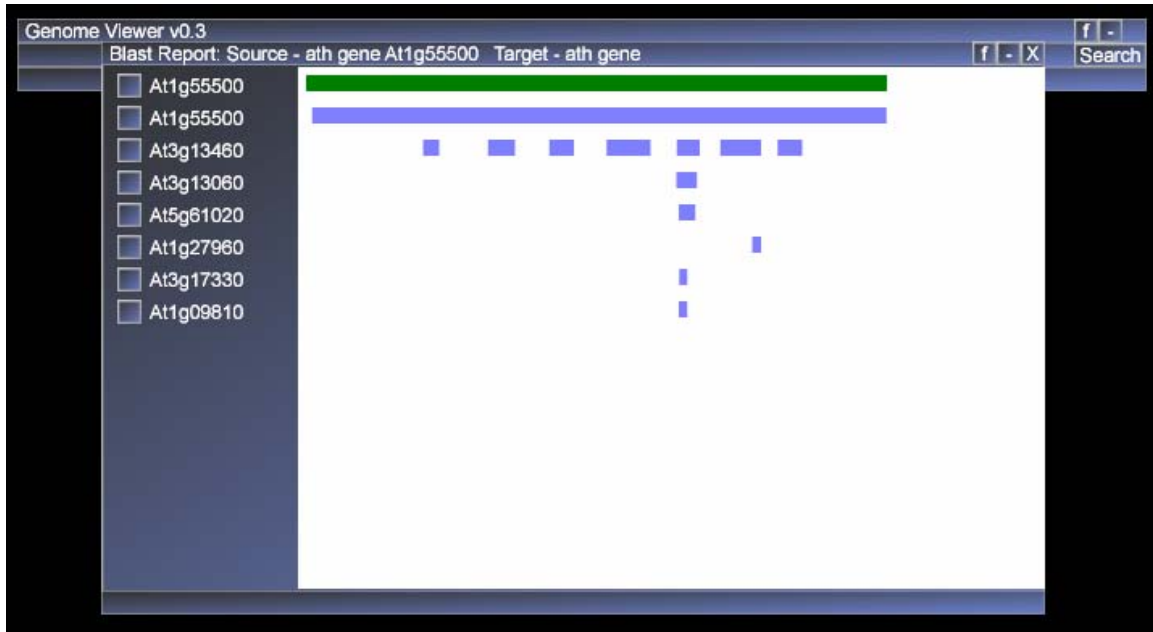 Genome Viewer v0.3 f -
Blast Report: Source - ath gene At1g55500 Target - ath gene f - X Search
At1g55500
At1g55500
At3g13460
At3g13060
At5g61020
At1g27960
At3g17330
At1g09810